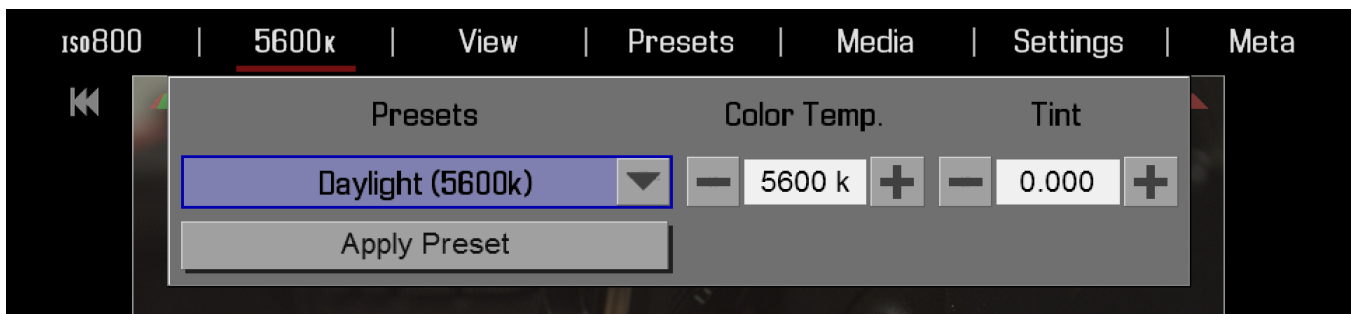 ISO800 | 5600K | View | Presets | Media | Settings | Meta
Presets Color Temp. Tint
Daylight (5600k) 5600 k 0.000
Apply Preset